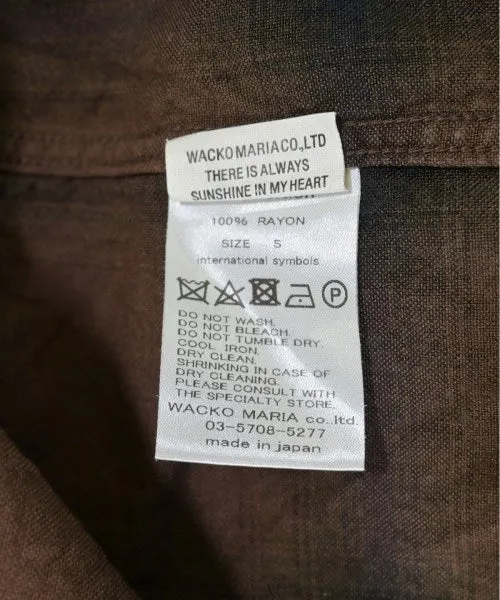 WACKO MARIA CO.,LTD
THERE IS ALWAYS
SUNSHINE IN MY HEART
100% RAYON
SIZE S
international symbols
P
DO NOT WASH.
DO NOT BLEACH.
DO NOT TUMBLE DRY.
COOL IRON.
DRY CLEAN.
SHRINKING IN CASE OF
DRY CLEANING.
PLEASE CONSULT WITH
THE SPECIALTY STORE.
WACKO MARIA co.,ltd.
03-5708-5277
made in japan